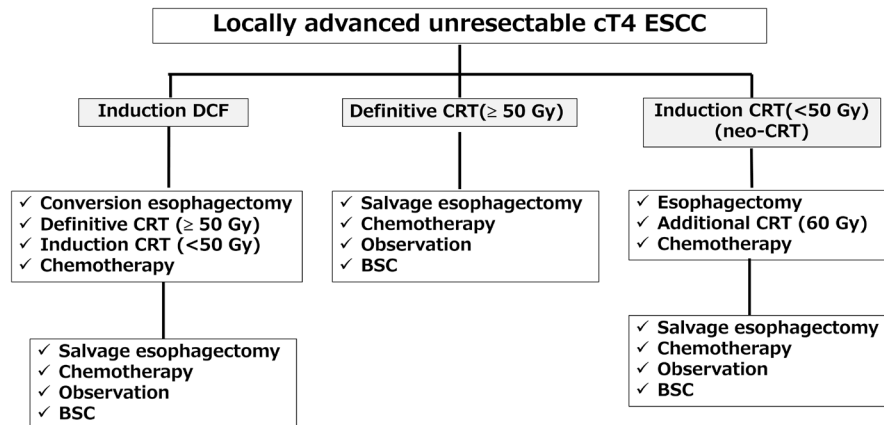 Locally advanced unresectable cT4 ESCC
Induction DCF
Definitive CRT(≥ 50 Gy)
Induction CRT(<50 Gy)
(neo-CRT)
✓ Conversion esophagectomy
✓ Definitive CRT (≥ 50 Gy)
✓ Induction CRT (<50 Gy)
✓ Chemotherapy
✓ Salvage esophagectomy
✓ Chemotherapy
✓ Observation
✓ BSC
✓ Esophagectomy
✓ Additional CRT (60 Gy)
✓ Chemotherapy
✓ Salvage esophagectomy
✓ Chemotherapy
✓ Observation
✓ BSC
✓ Salvage esophagectomy
✓ Chemotherapy
✓ Observation
✓ BSC